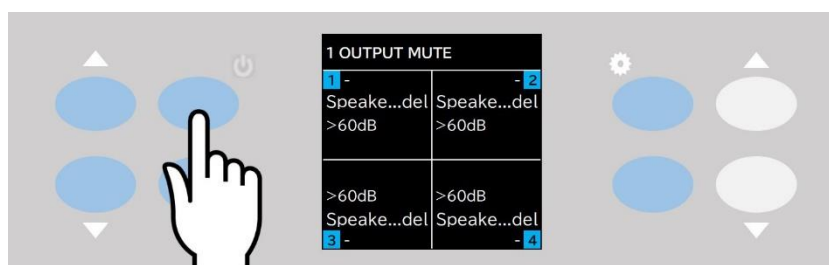 1 OUTPUT MUTE
1 - - 2
Speake...del Speake...del
>60dB >60dB
>60dB >60dB
Speake...del Speake...del
3 - - 4